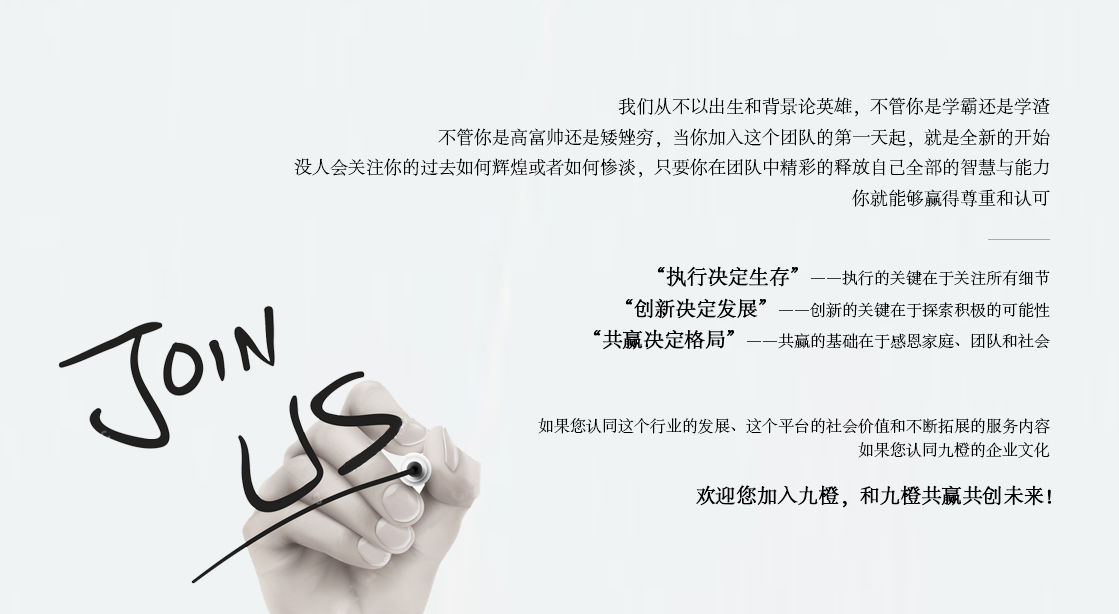 我们从不以出生和背景论英雄，不管你是学霸还是学渣
不管你是高富帅还是矮矬穷，当你加入这个团队的第一天起，就是全新的开始
没人会关注你的过去如何辉煌或者如何惨淡，只要你在团队中精彩的释放自己全部的智慧与能力
你就能够赢得尊重和认可
“执行决定生存” ——执行的关键在于关注所有细节
“创新决定发展” ——创新的关键在于探索积极的可能性
“共赢决定格局” ——共赢的基础在于感恩家庭、团队和社会
JOIN
US
如果您认同这个行业的发展、这个平台的社会价值和不断拓展的服务内容
如果您认同九橙的企业文化
欢迎您加入九橙，和九橙共赢共创未来！